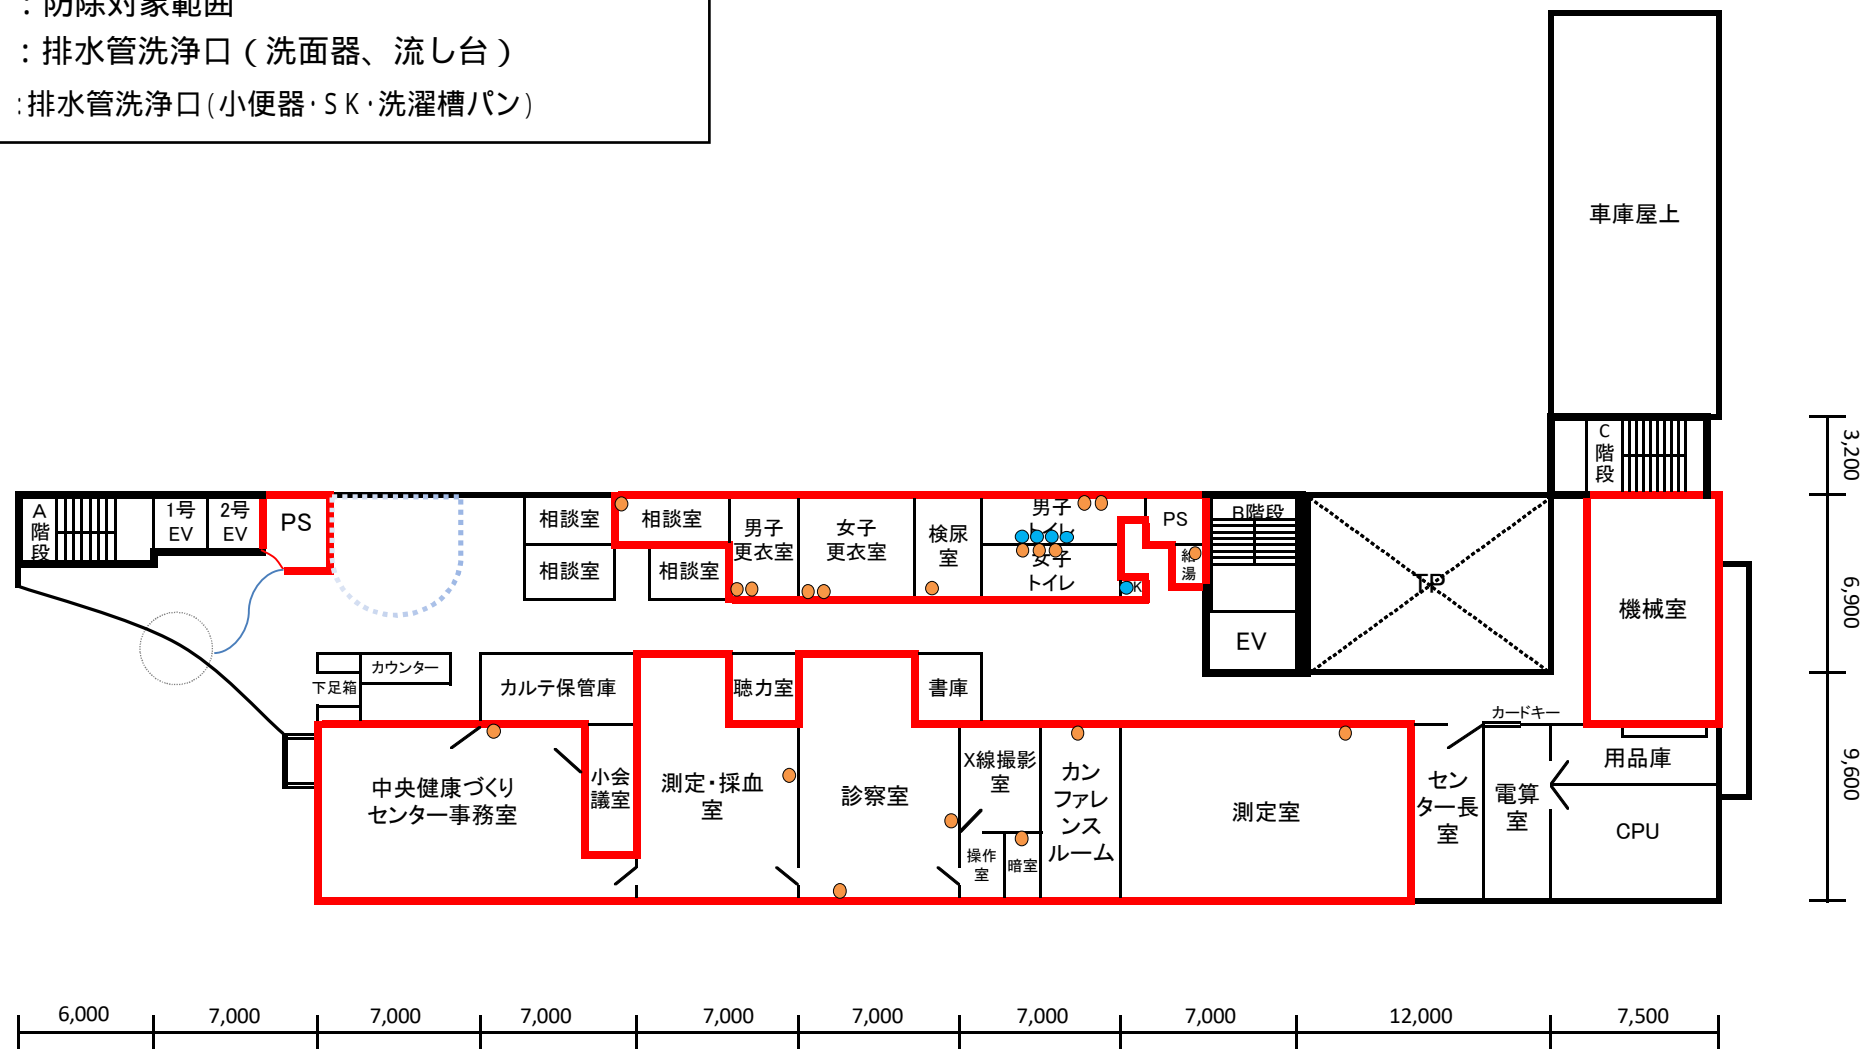 ：防除対象範囲
：排水管洗浄口（洗面器、流し台）
:排水管洗浄口(小便器･SK･洗濯槽パン)
車庫屋上
3,200
C
階
段
A
階
段
1号
EV
2号
EV
PS
相談室
相談室
男子
更衣室
女子
更衣室
検尿
室
男子
トイレ
PS
B階段
相談室
相談室
女子
トイレ
給
湯
SK
TP
機械室
6,900
EV
カウンター
下足箱
カルテ保管庫
聴力室
書庫
カードキー
中央健康づくり
センター事務室
小会
議室
測定・採血
室
診察室
X線撮影
室
操作
室
暗室
カン
ファレ
ンス
ルーム
測定室
セン
ター長
室
電算
室
用品庫
CPU
9,600
6,000
7,000
7,000
7,000
7,000
7,000
7,000
7,000
12,000
7,500